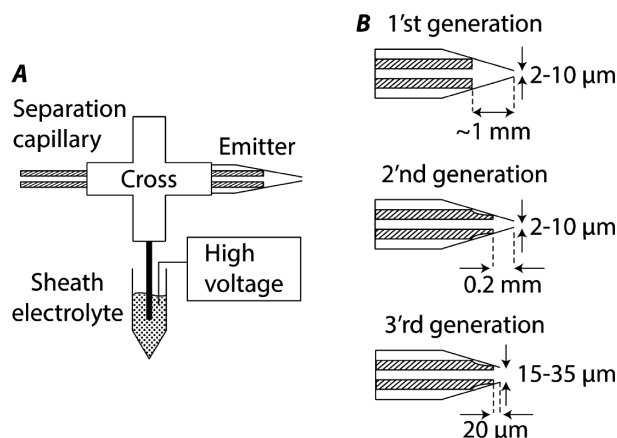 A
Separation
capillary
Emitter
Cross
High
voltage
Sheath
electrolyte
B
1'st generation
2-10 µm
~1 mm
2'nd generation
2-10 µm
0.2 mm
3'rd generation
15-35 µm
20 µm